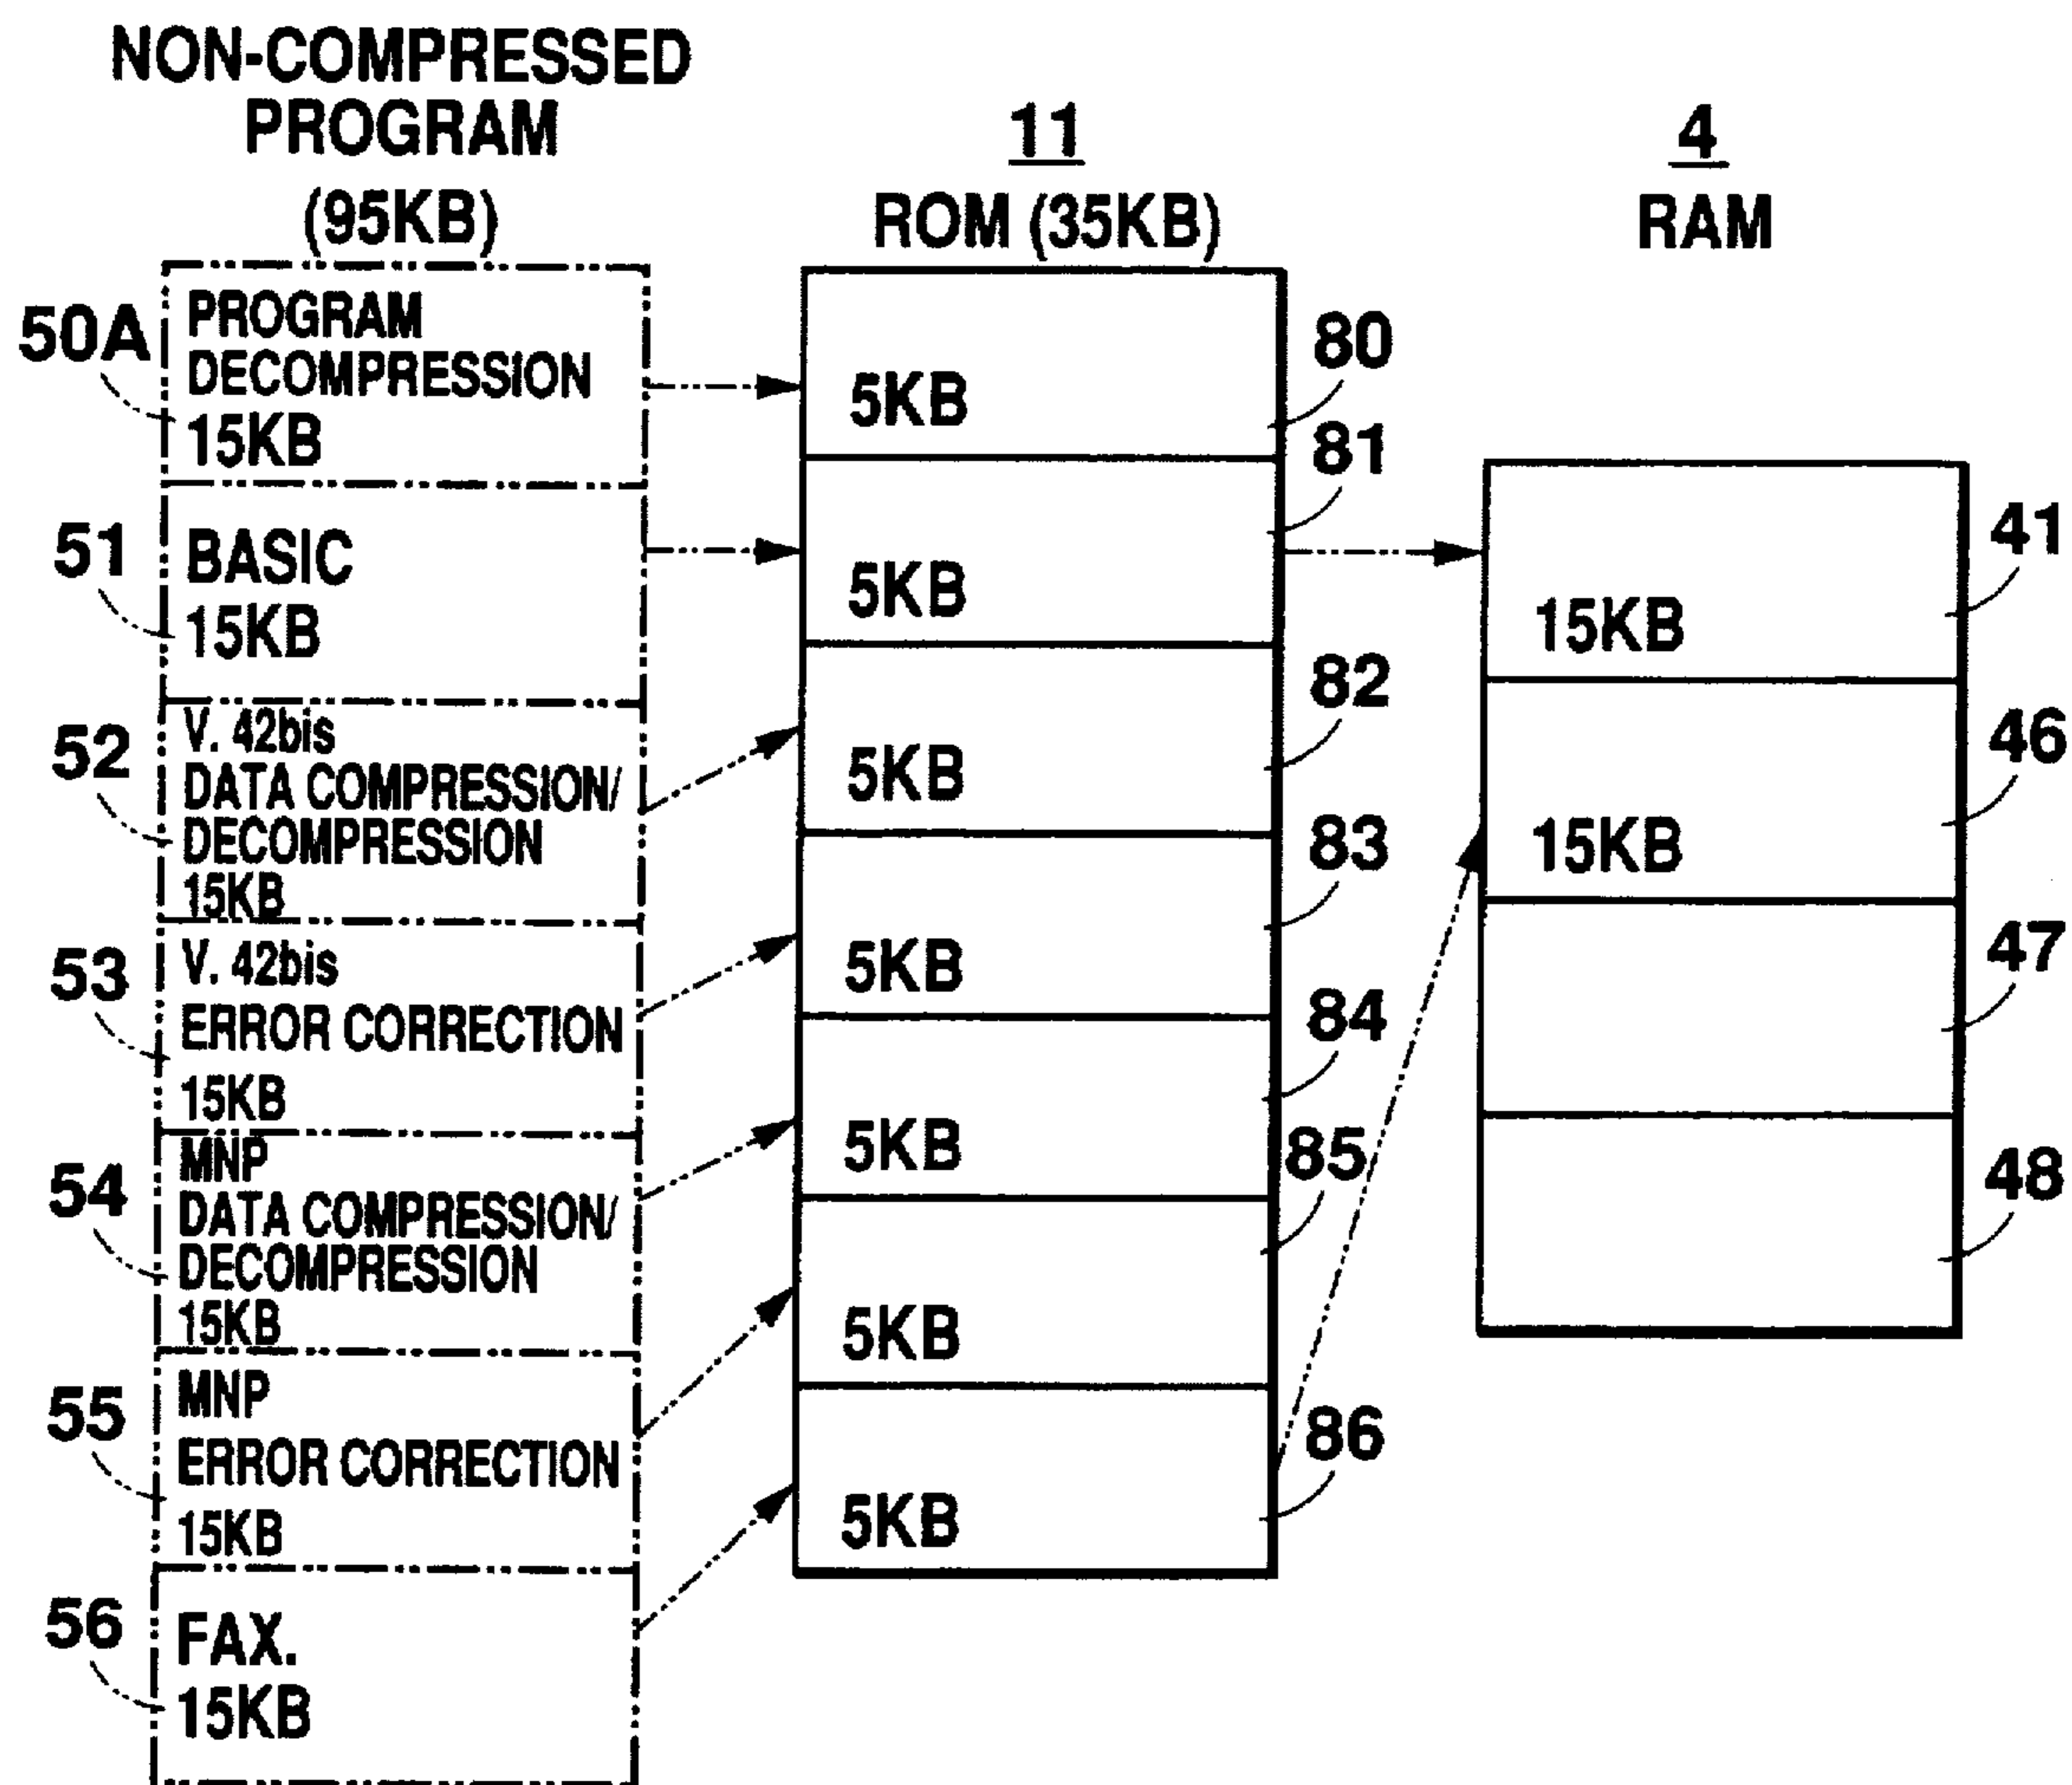 NON-COMPRESSED
PROGRAM
(95KB)
50A
PROGRAM
DECOMPRESSION
15KB
51
BASIC
15KB
52
V. 42bis
DATA COMPRESSION/
DECOMPRESSION
15KB
53
V. 42bis
ERROR CORRECTION
15KB
54
MNP
DATA COMPRESSION/
DECOMPRESSION
15KB
55
MNP
ERROR CORRECTION
15KB
56
FAX.
15KB
11
ROM (35KB)
5KB
80
5KB
81
5KB
82
5KB
83
5KB
84
5KB
85
5KB
86
4
RAM
15KB
41
15KB
46
47
48